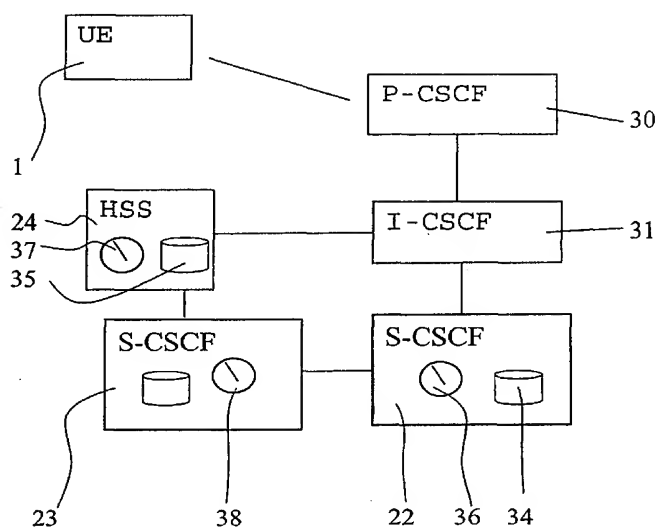 UE
P-CSCF
30
1
24
HSS
I-CSCF
31
37
35
S-CSCF
S-CSCF
23
38
22
36
34